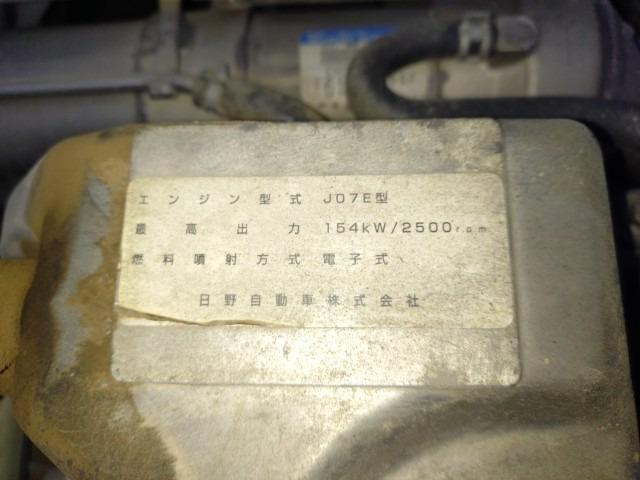 エンジン型式 J07E型
最高出力 154kW/2500r.p.m
燃料噴射方式 電子式
日野自動車株式会社